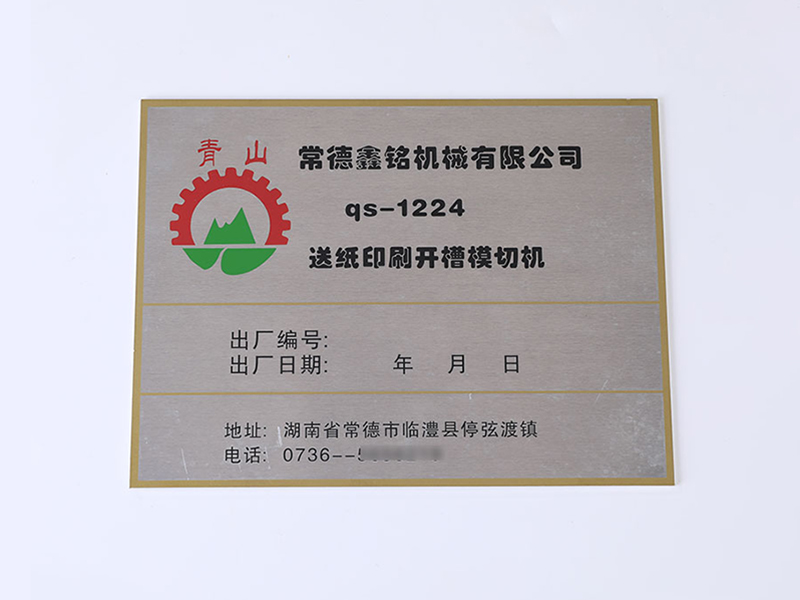 青山
常德鑫铭机械有限公司
qs-1224
送纸印刷开槽模切机
出厂编号:
出厂日期: 年 月 日
地址: 湖南省常德市临澧县停弦渡镇
电话: 0736--